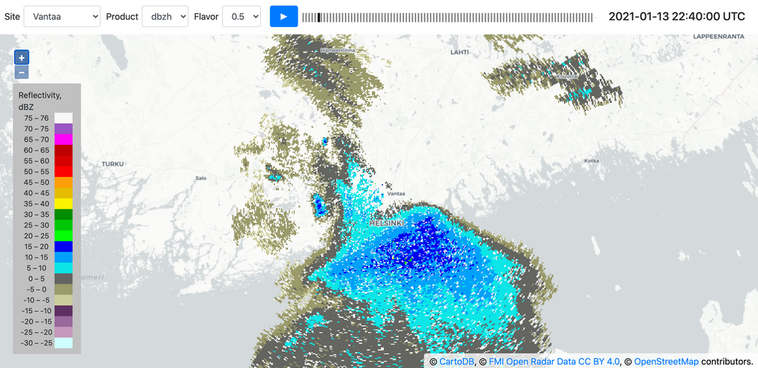 Site Vantaa Product dbzh Flavor 0.5 2021-01-13 22:40:00 UTC
LAPPEENRANTA
LAHTI
+
−
Reflectivity,
dBZ
75 – 76
70 – 75
65 – 70
60 – 65
55 – 60
50 – 55
45 – 50
40 – 45
35 – 40
30 – 35
25 – 30
20 – 25
15 – 20
10 – 15
5 – 10
0 – 5
-5 – 0
-10 – -5
-15 – -10
-20 – -15
-25 – -20
-30 – -25
TURKU
Salo
Kotka
Vantaa
HELSINKI
© CartoDB, © FMI Open Radar Data CC BY 4.0, © OpenStreetMap contributors.